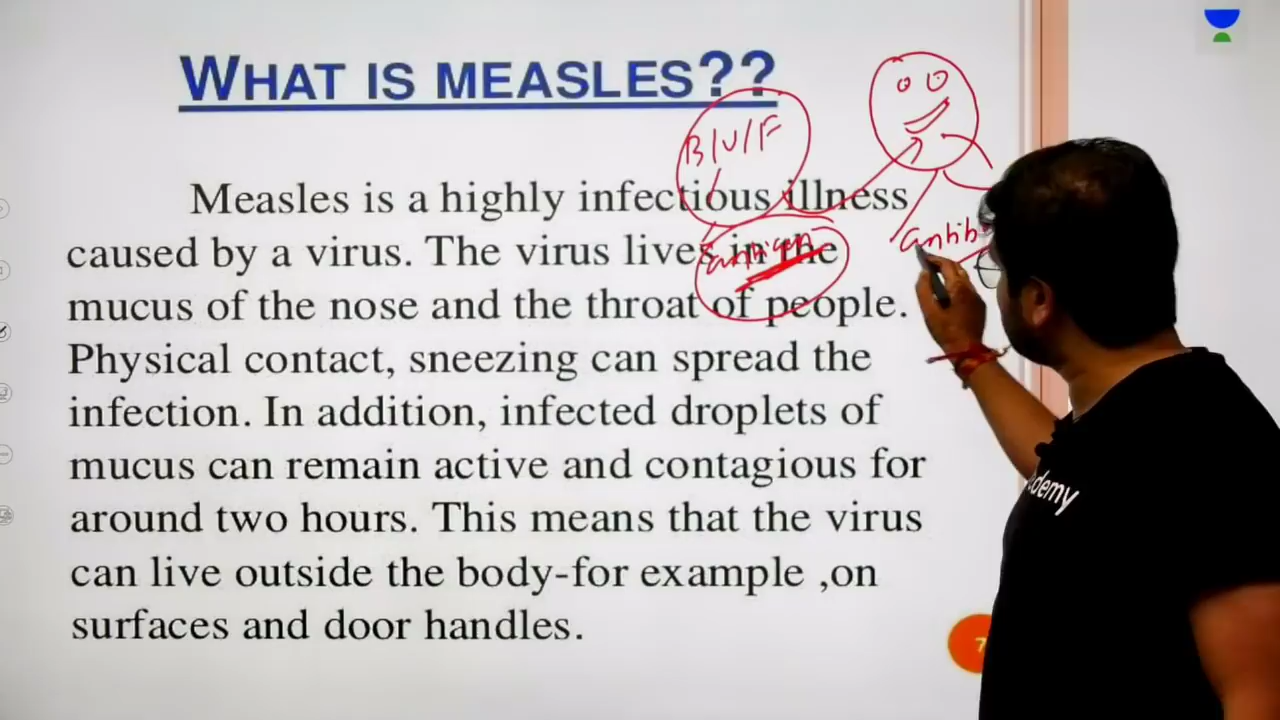 WHAT IS MEASLES??
B/V/F
Measles is a highly infectious illness
caused by a virus. The virus lives in the
antigen
antib
mucus of the nose and the throat of people.
Physical contact, sneezing can spread the
infection. In addition, infected droplets of
mucus can remain active and contagious for
around two hours. This means that the virus
can live outside the body-for example ,on
surfaces and door handles.
7
demy